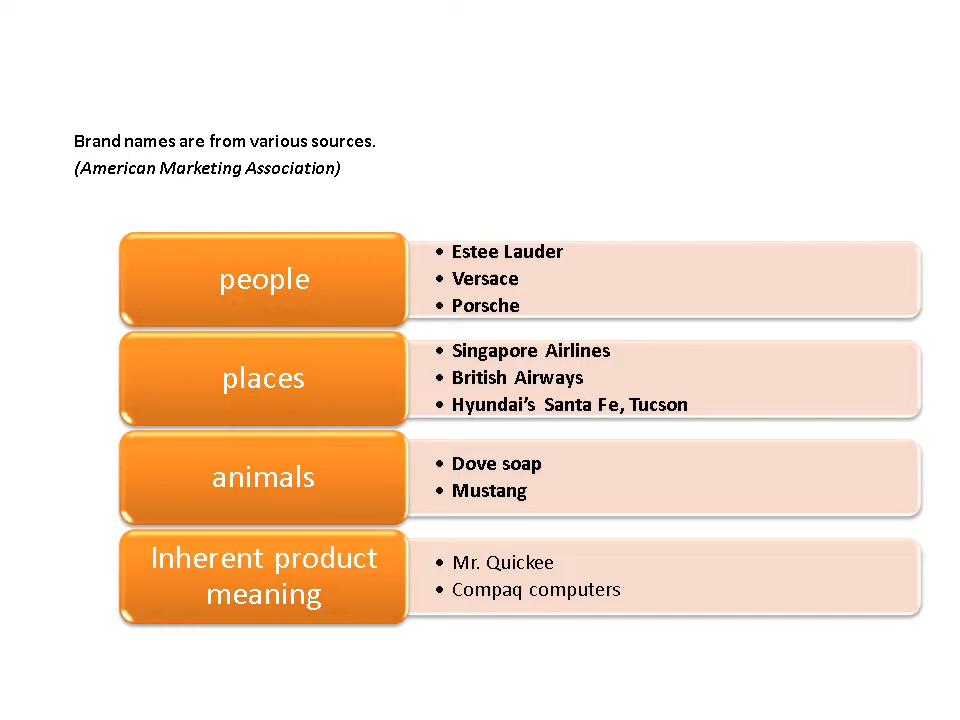 Brand names are from various sources.
(American Marketing Association)
people
• Estee Lauder
• Versace
• Porsche
places
• Singapore Airlines
• British Airways
• Hyundai’s Santa Fe, Tucson
animals
• Dove soap
• Mustang
Inherent product
meaning
• Mr. Quickee
• Compaq computers